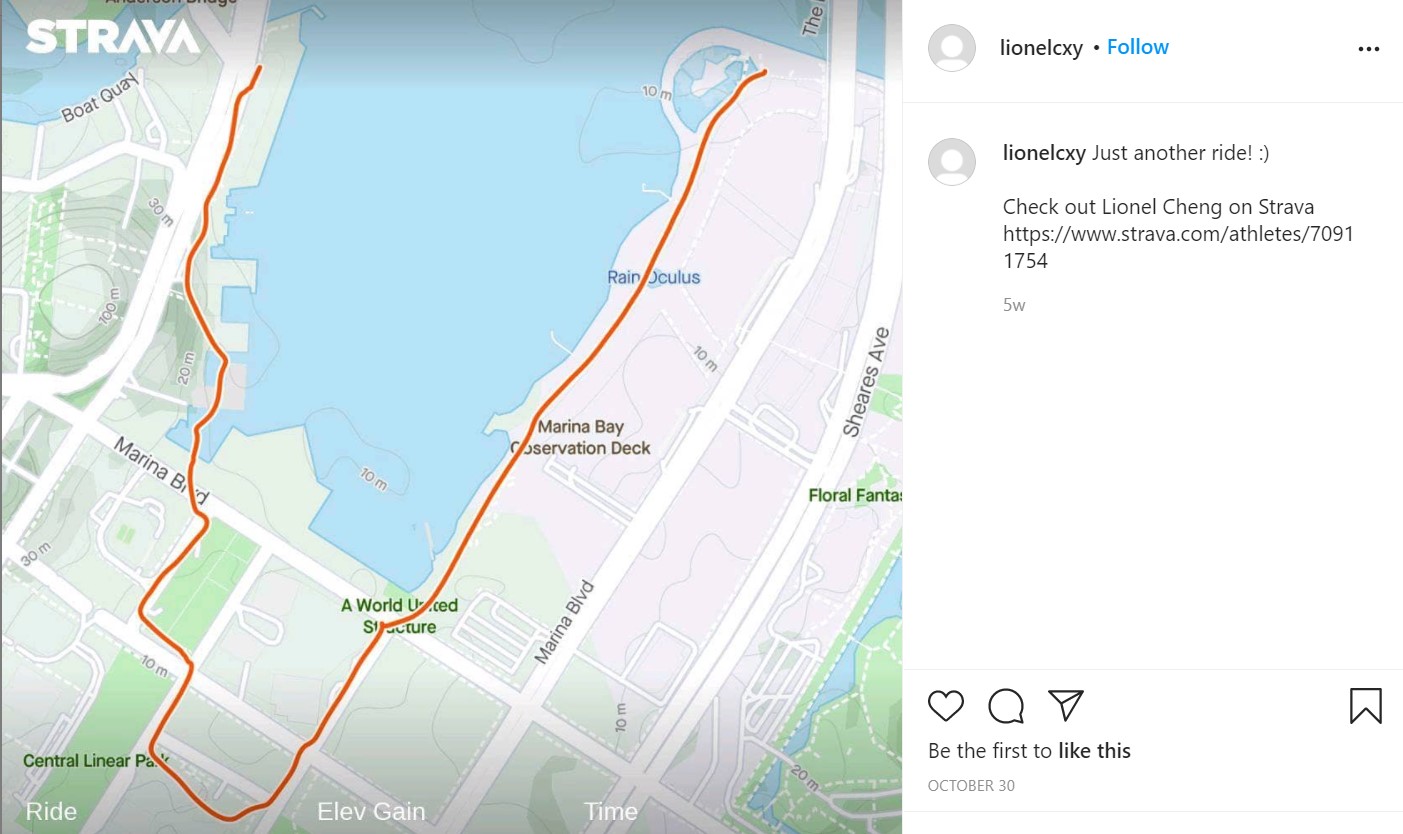 Anderson Bridge
STRAVA
The
Boat Quay
10 m
30 m
Rain Oculus
100 m
20 m
10 m
Sheares Ave
Marina Bay
Observation Deck
Marina Blvd
10 m
Floral Fantas
30 m
A World United
Structure
Marina Blvd
10 m
10 m
Central Linear Park
20 m
Ride
Elev Gain
Time
lionelcxy • Follow
lionelcxy Just another ride! :)
Check out Lionel Cheng on Strava
https://www.strava.com/athletes/7091
1754
5w
Be the first to like this
OCTOBER 30